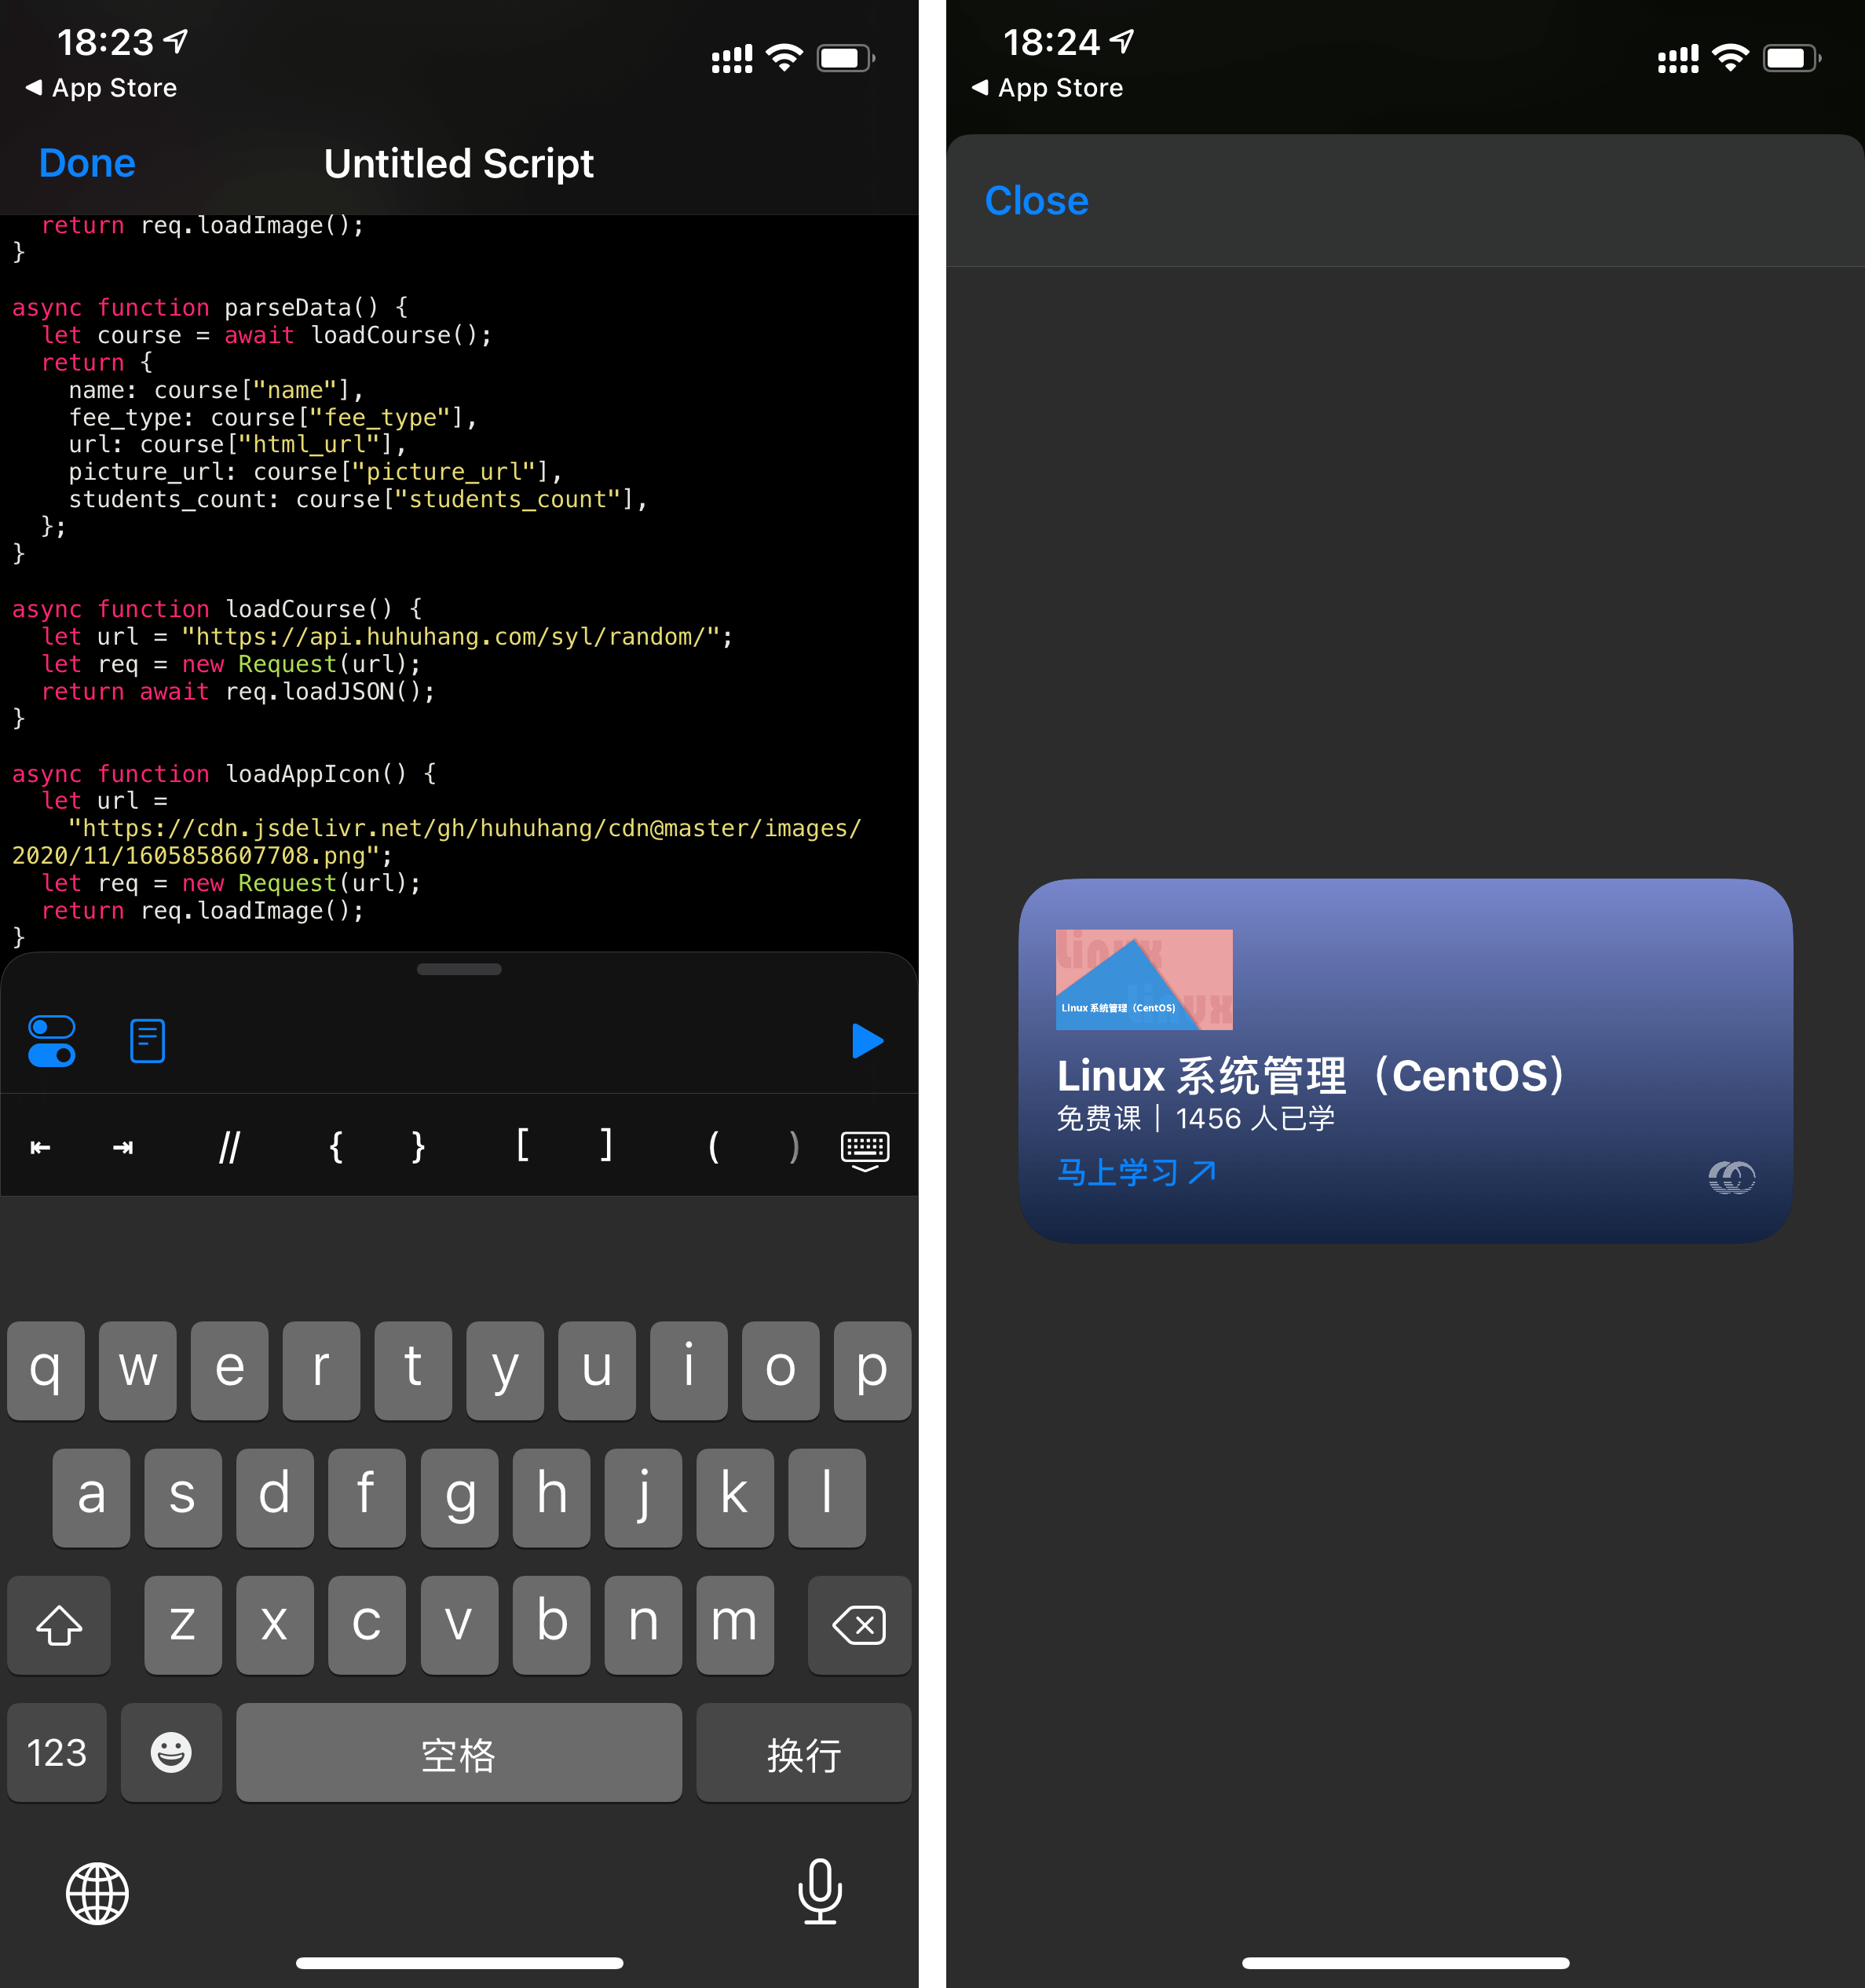 18:23
App Store
Done
Untitled Script
return req.loadImage();
}
async function parseData() {
let course = await loadCourse();
return {
name: course["name"],
fee_type: course["fee_type"],
url: course["html_url"],
picture_url: course["picture_url"],
students_count: course["students_count"],
};
}
async function loadCourse() {
let url = "https://api.huhuhang.com/syl/random/";
let req = new Request(url);
return await req.loadJSON();
}
async function loadAppIcon() {
let url =
"https://cdn.jsdelivr.net/gh/huhuhang/cdn@master/images/
2020/11/1605858607708.png";
let req = new Request(url);
return req.loadImage();
}
// { } [ ] ( )
q w e r t y u i o p
a s d f g h j k l
z x c v b n m
123 空格 换行
18:24
App Store
Close
Linux
Linux
Linux 系统管理（CentOS）
Linux 系统管理（CentOS）
免费课｜1456 人已学
马上学习